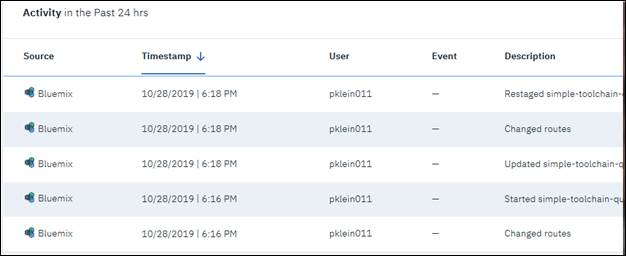 Activity in the Past 24 hrs
Source Timestamp ↓ User Event Description
Bluemix 10/28/2019 | 6:18 PM pklein011 — Restaged simple-toolchain-
Bluemix 10/28/2019 | 6:18 PM pklein011 — Changed routes
Bluemix 10/28/2019 | 6:18 PM pklein011 — Updated simple-toolchain-q
Bluemix 10/28/2019 | 6:16 PM pklein011 — Started simple-toolchain-qu
Bluemix 10/28/2019 | 6:16 PM pklein011 — Changed routes